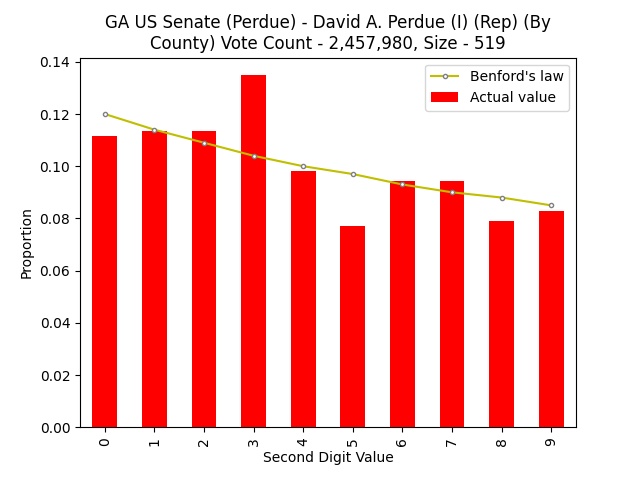 GA US Senate (Perdue) - David A. Perdue (I) (Rep) (By
County) Vote Count - 2,457,980, Size - 519
Benford's law
Actual value
0.14
0.12
0.10
0.08
0.06
0.04
0.02
0.00
Proportion
0 1 2 3 4 5 6 7 8 9
Second Digit Value